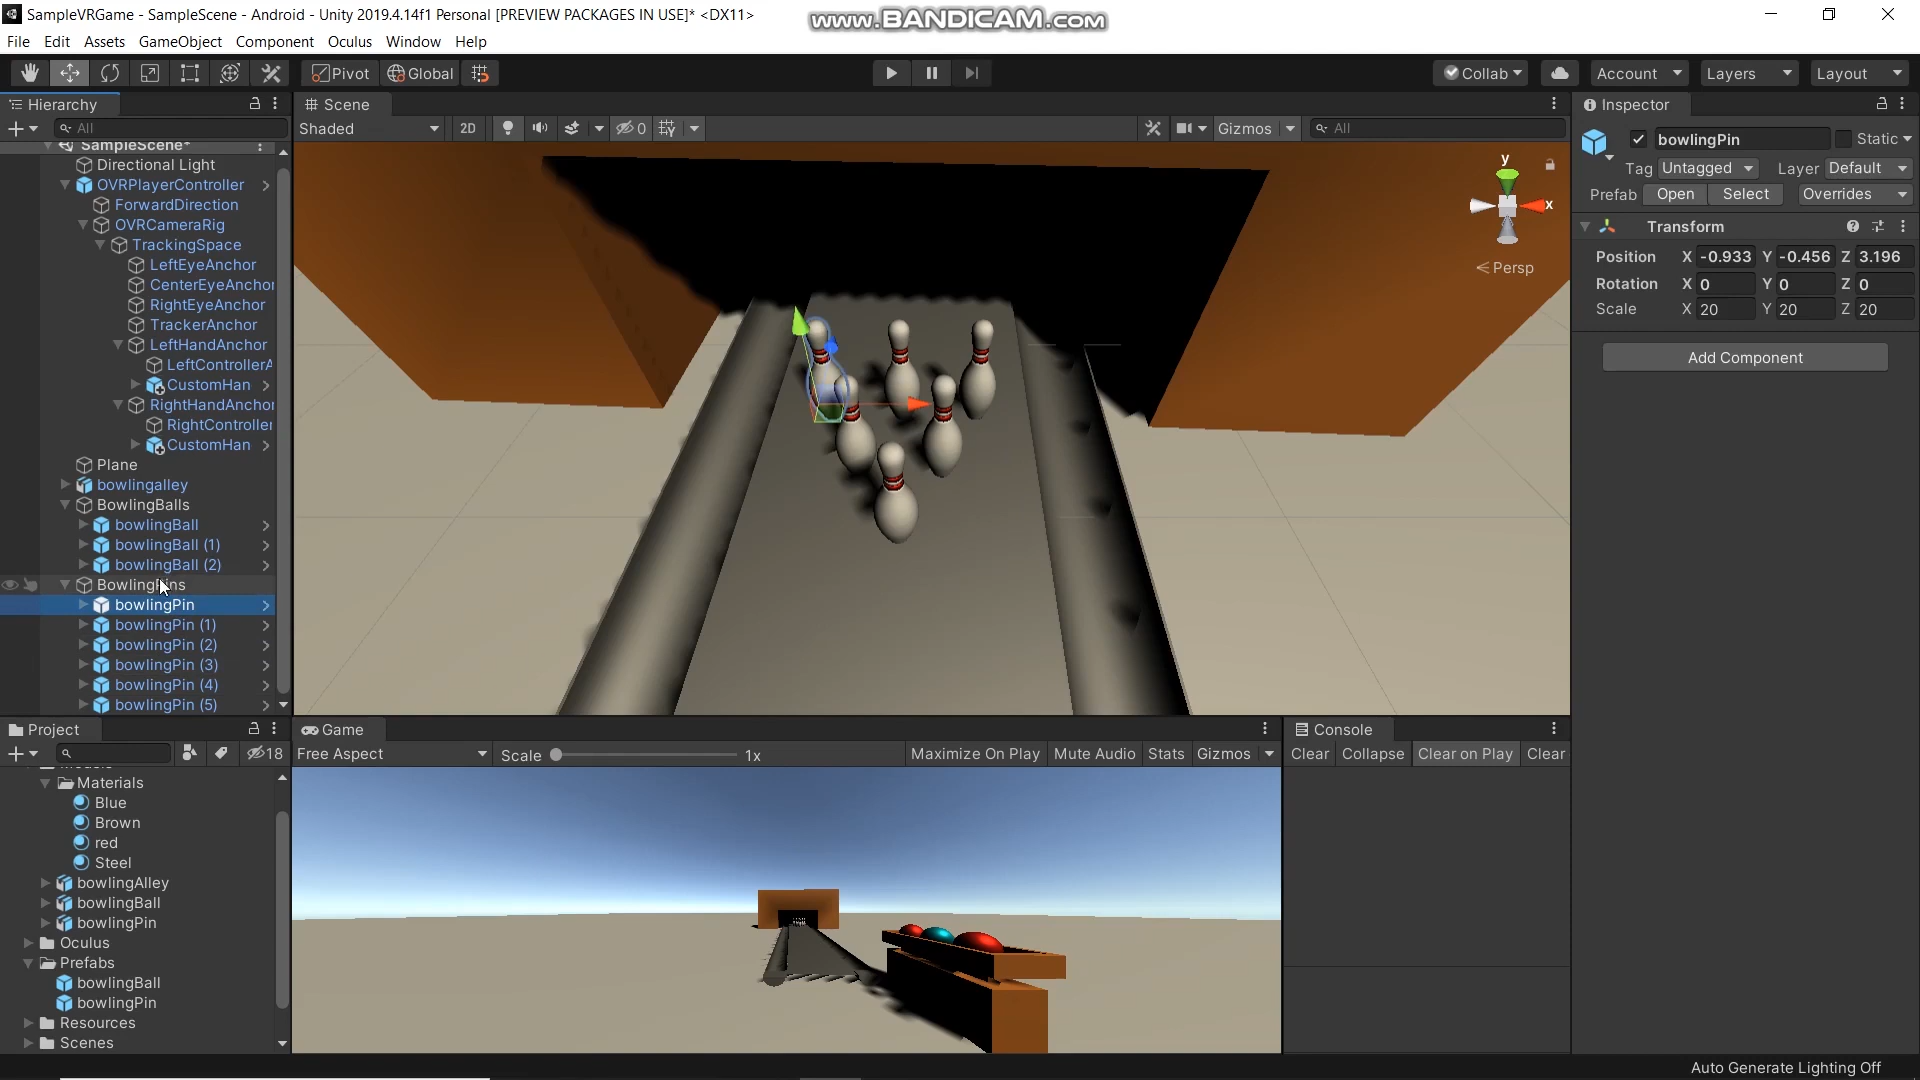 SampleVRGame - SampleScene - Android - Unity 2019.4.14f1 Personal [PREVIEW PACKAGES IN USE]* <DX11>
www.BANDICAM.com
File Edit Assets GameObject Component Oculus Window Help
Pivot Global Collab Account Layers Layout
Hierarchy
All
SampleScene*
Directional Light
OVRPlayerController
ForwardDirection
OVRCameraRig
TrackingSpace
LeftEyeAnchor
CenterEyeAnchor
RightEyeAnchor
TrackerAnchor
LeftHandAnchor
LeftControllerA
CustomHan
RightHandAnchor
RightController
CustomHan
Plane
bowlingalley
BowlingBalls
bowlingBall
bowlingBall (1)
bowlingBall (2)
BowlingPins
bowlingPin
bowlingPin (1)
bowlingPin (2)
bowlingPin (3)
bowlingPin (4)
bowlingPin (5)
Scene
Shaded 2D 0 Gizmos All
y
x
Persp
Inspector
bowlingPin Static
Tag Untagged Layer Default
Prefab Open Select Overrides
Transform
Position X -0.933 Y -0.456 Z 3.196
Rotation X 0 Y 0 Z 0
Scale X 20 Y 20 Z 20
Add Component
Project
18
Materials
Blue
Brown
red
Steel
bowlingAlley
bowlingBall
bowlingPin
Oculus
Prefabs
bowlingBall
bowlingPin
Resources
Scenes
Game
Free Aspect Scale 1x Maximize On Play Mute Audio Stats Gizmos
Console
Clear Collapse Clear on Play Clear
Auto Generate Lighting Off